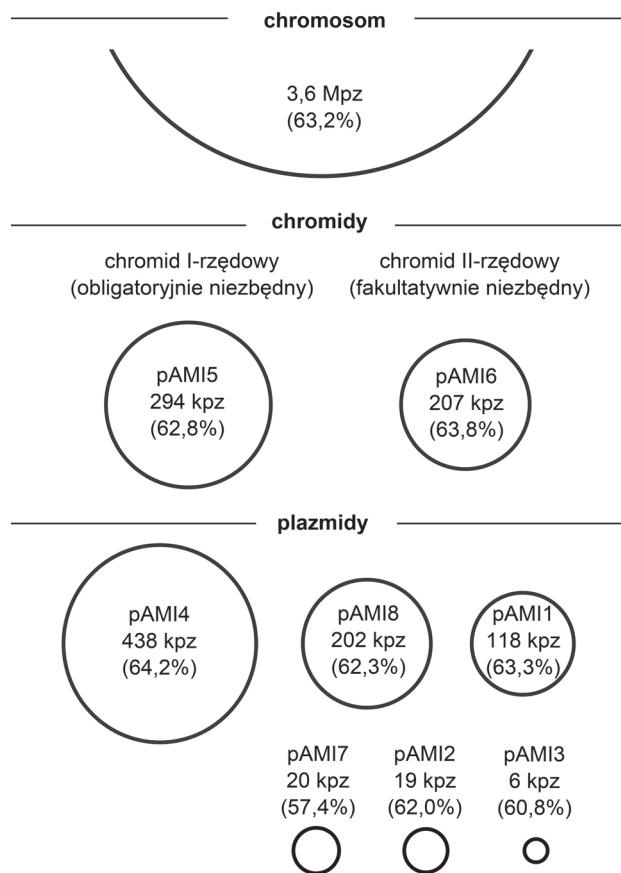 chromosom
3,6 Mpz
(63,2%)
chromidy
chromid I-rzędowy
(obligatoryjnie niezbędny)
chromid II-rzędowy
(fakultatywnie niezbędny)
pAMI5
294 kpz
(62,8%)
pAMI6
207 kpz
(63,8%)
plazmidy
pAMI4
438 kpz
(64,2%)
pAMI8
202 kpz
(62,3%)
pAMI1
118 kpz
(63,3%)
pAMI7
20 kpz
(57,4%)
pAMI2
19 kpz
(62,0%)
pAMI3
6 kpz
(60,8%)